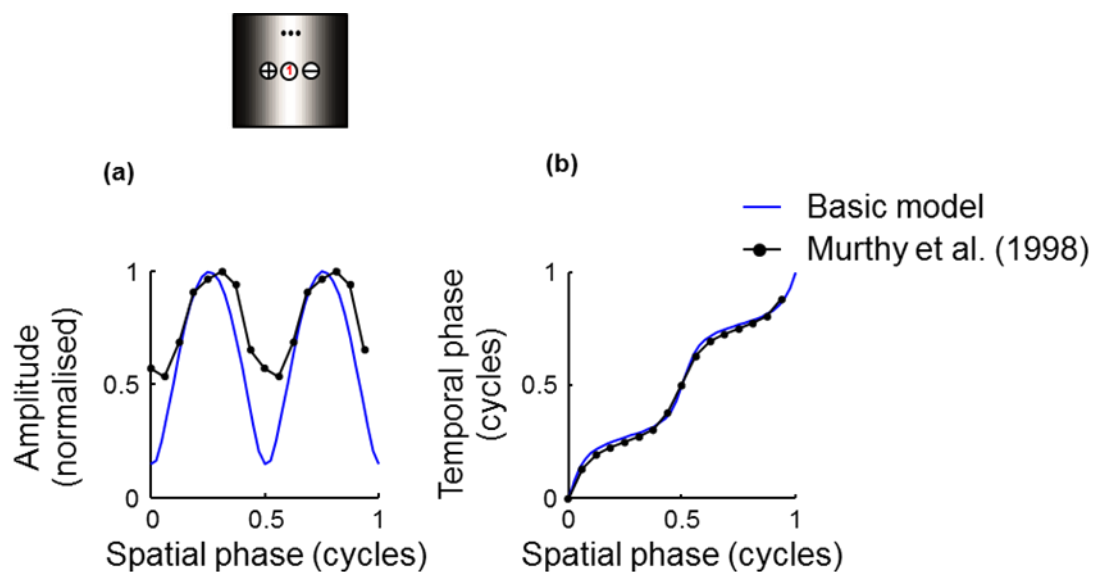 •••
+ 1 −
(a)
Amplitude
(normalised)
1
0.5
0
0 0.5 1
Spatial phase (cycles)
(b)
Basic model
Murthy et al. (1998)
Temporal phase
(cycles)
1
0.5
0
0 0.5 1
Spatial phase (cycles)